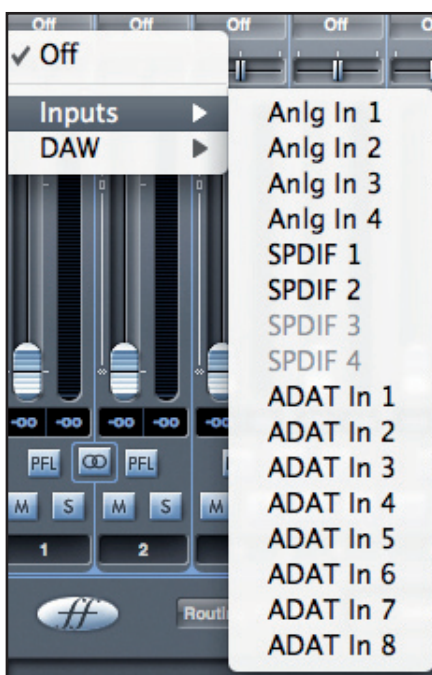 Off Off Off Off
✓ Off
Inputs
DAW
Anlg In 1
Anlg In 2
Anlg In 3
Anlg In 4
SPDIF 1
SPDIF 2
SPDIF 3
SPDIF 4
ADAT In 1
ADAT In 2
ADAT In 3
ADAT In 4
ADAT In 5
ADAT In 6
ADAT In 7
ADAT In 8
-oo -oo -oo -oo
PFL PFL
M S M S M
1 2
ff